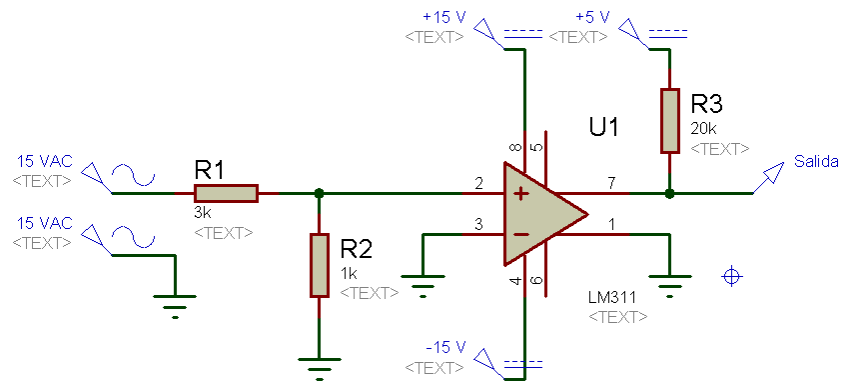 +15 V
<TEXT>
+5 V
<TEXT>
U1
8
5
R3
20k
<TEXT>
15 VAC
<TEXT>
R1
3k
<TEXT>
2
7
Salida
15 VAC
<TEXT>
3
1
R2
1k
<TEXT>
4
6
LM311
<TEXT>
-15 V
<TEXT>